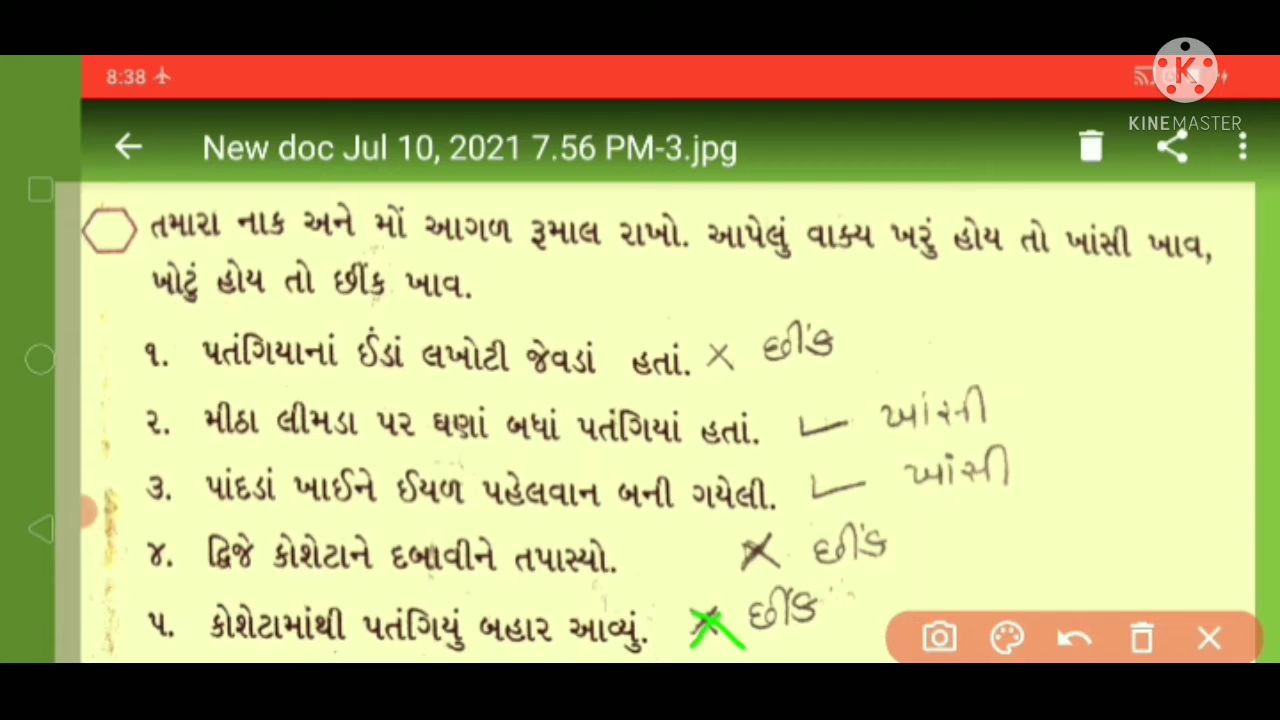 8:38
KINEMASTER
New doc Jul 10, 2021 7.56 PM-3.jpg
તમારા નાક અને મોં આગળ રૂમાલ રાખો. આપેલું વાક્ય ખરું હોય તો ખાંસી ખાવ,
ખોટું હોય તો છીંક ખાવ.
૧. પતંગિયાનાં ઈંડાં લખોટી જેવડાં હતાં. × છીંક
૨. મીઠા લીમડા પર ઘણાં બધાં પતંગિયાં હતાં. ✓ ખાંસી
૩. પાંદડાં ખાઈને ઈયળ પહેલવાન બની ગયેલી. ✓ ખાંસી
૪. દ્વિજે કોશેટાને દબાવીને તપાસ્યો. × છીંક
૫. કોશેટામાંથી પતંગિયું બહાર આવ્યું. × છીંક